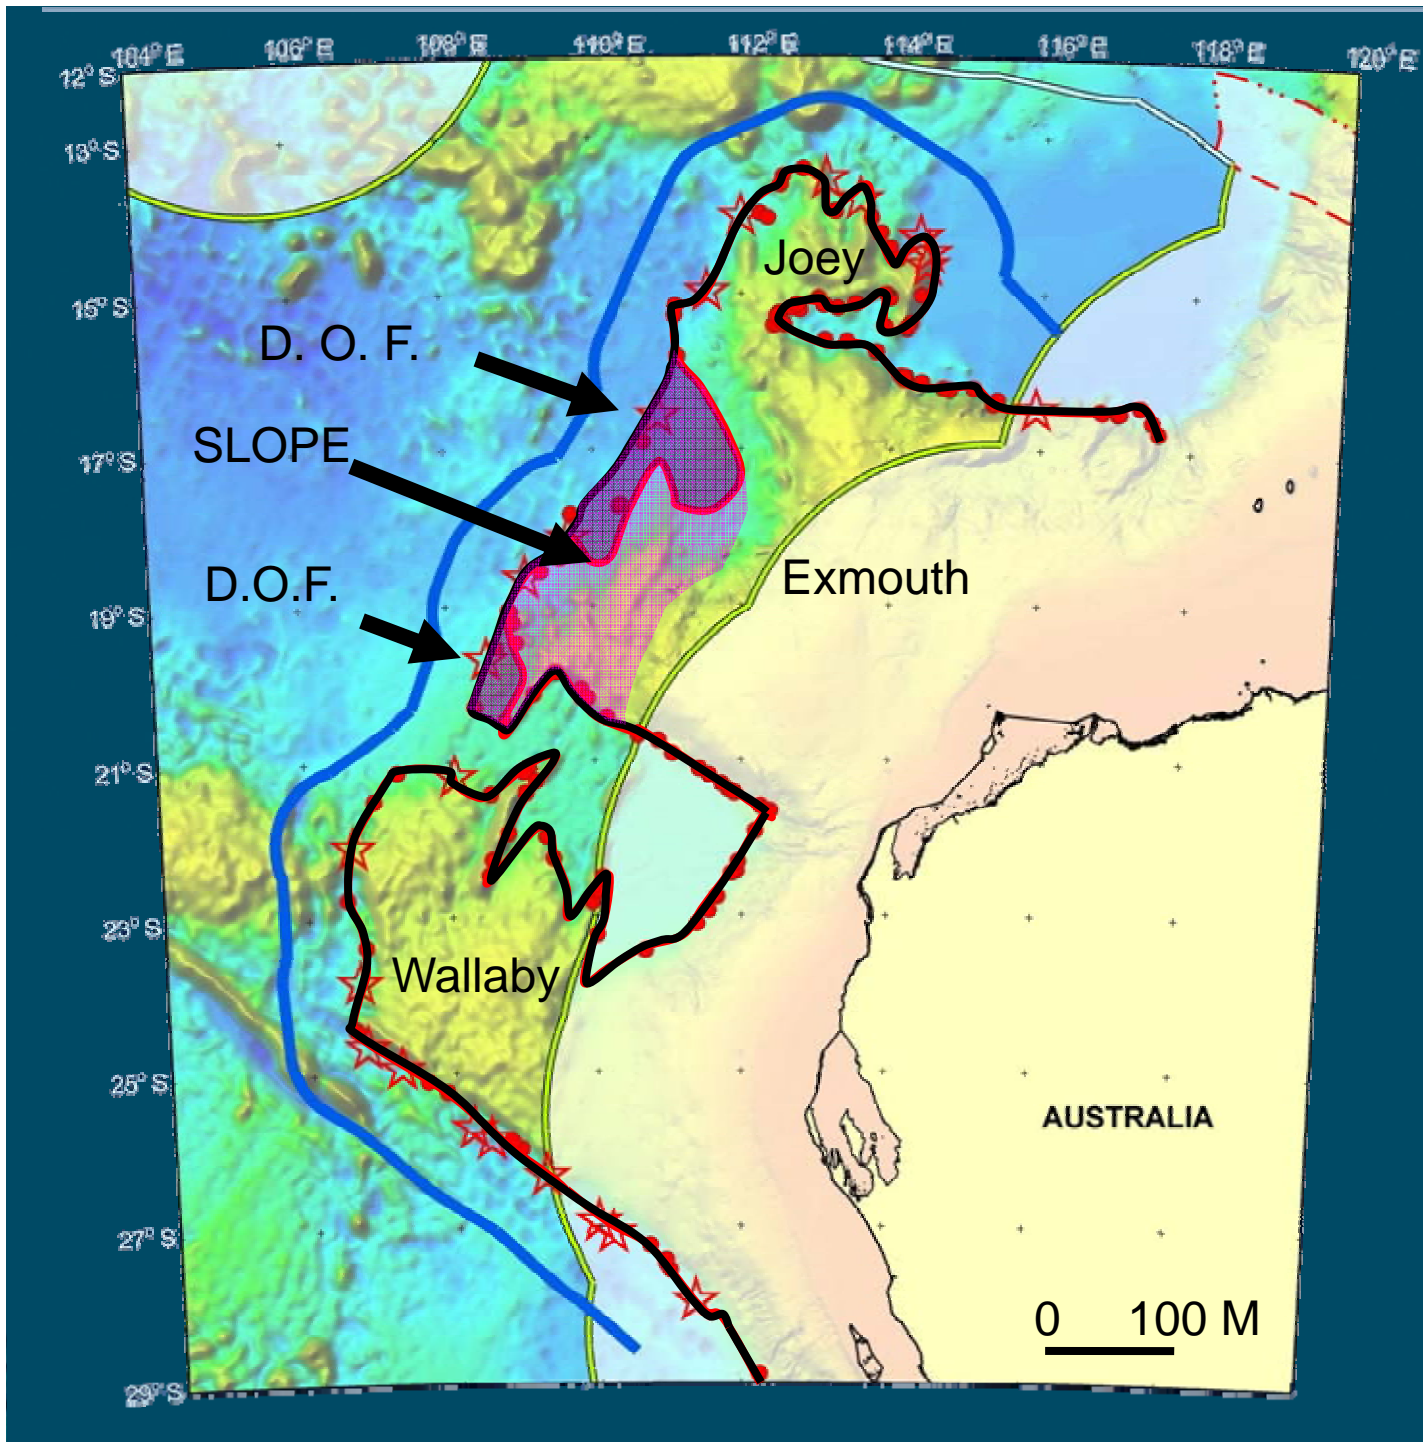 104° E 106° E 108° E 110° E 112° E 114° E 116° E 118° E 120° E
12° S
13° S
15° S
17° S
19° S
21° S
23° S
25° S
27° S
29° S
Joey
D. O. F.
SLOPE
D.O.F.
Exmouth
Wallaby
AUSTRALIA
0 100 M